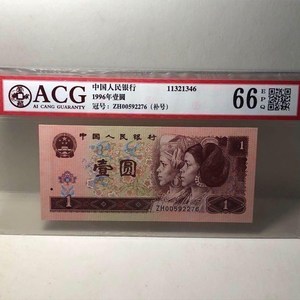 ACG
AI CANG GUARANTY
中国人民银行
1996年壹圆
冠号：ZH00592276（补号）
11321346
66
EPQ
中国人民银行
1
壹圆
1
ZH00592276